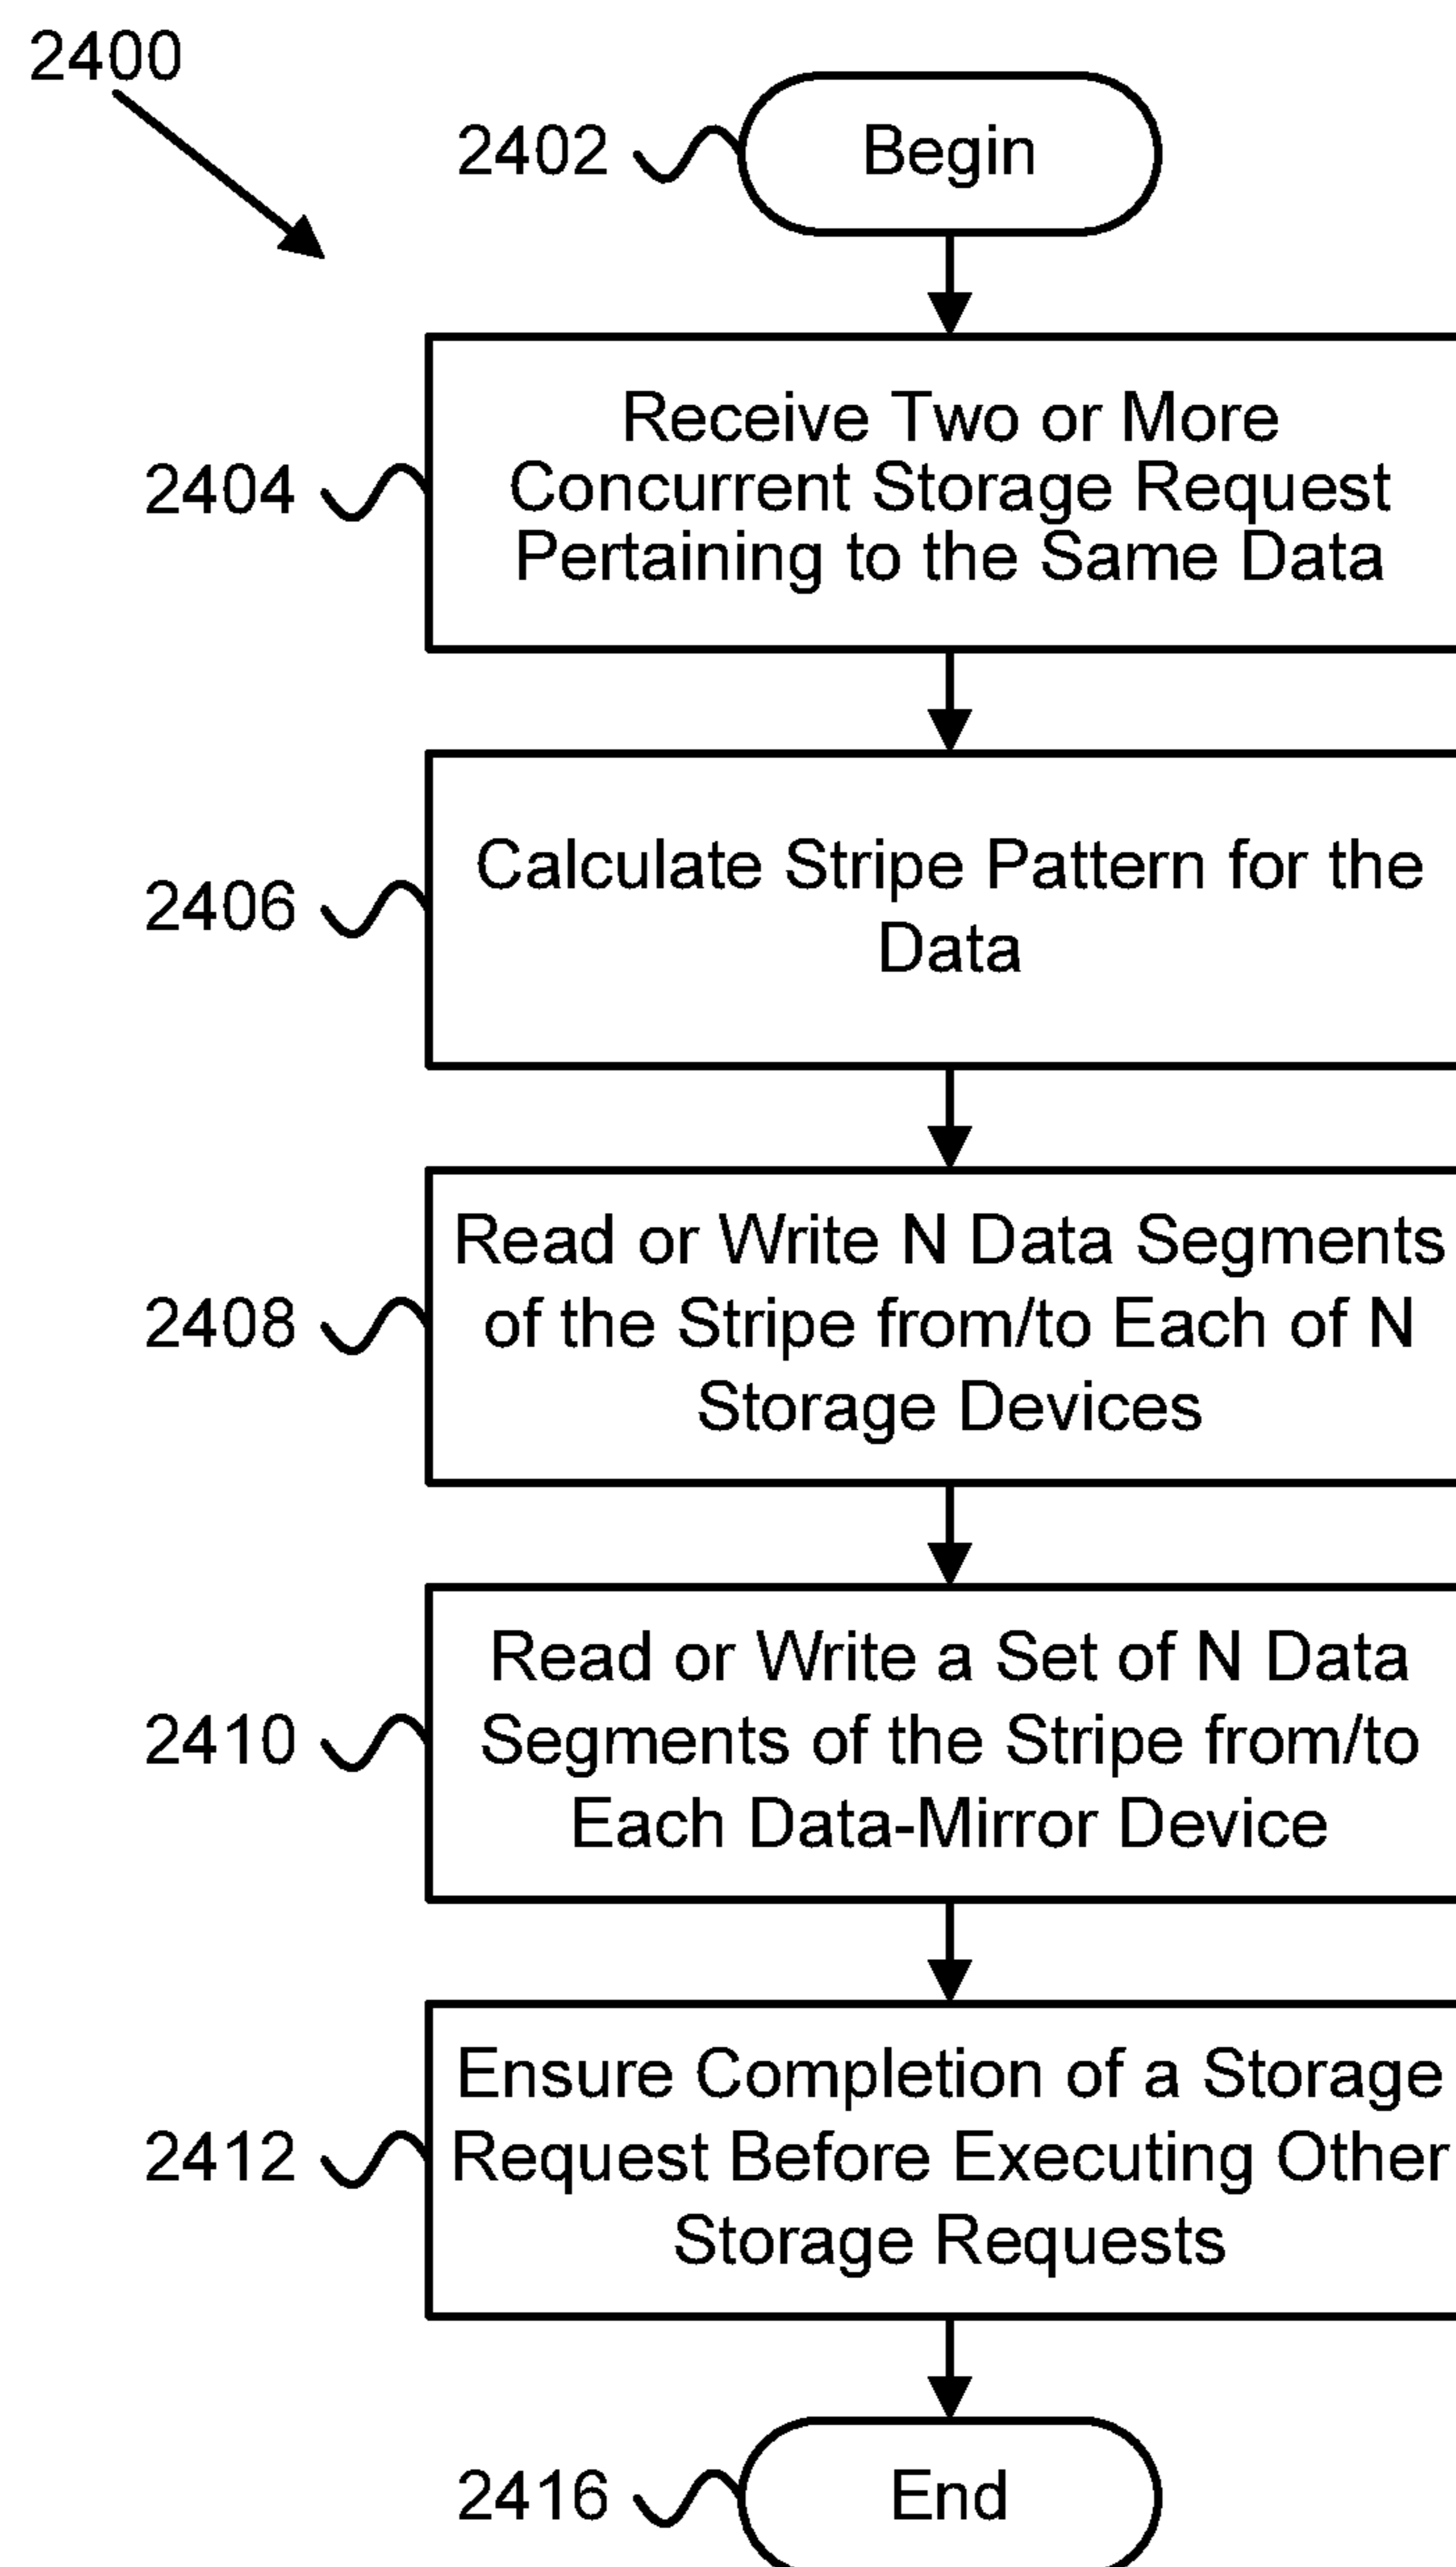 2400
2402
Begin
2404
Receive Two or More
Concurrent Storage Request
Pertaining to the Same Data
2406
Calculate Stripe Pattern for the
Data
2408
Read or Write N Data Segments
of the Stripe from/to Each of N
Storage Devices
2410
Read or Write a Set of N Data
Segments of the Stripe from/to
Each Data-Mirror Device
2412
Ensure Completion of a Storage
Request Before Executing Other
Storage Requests
2416
End